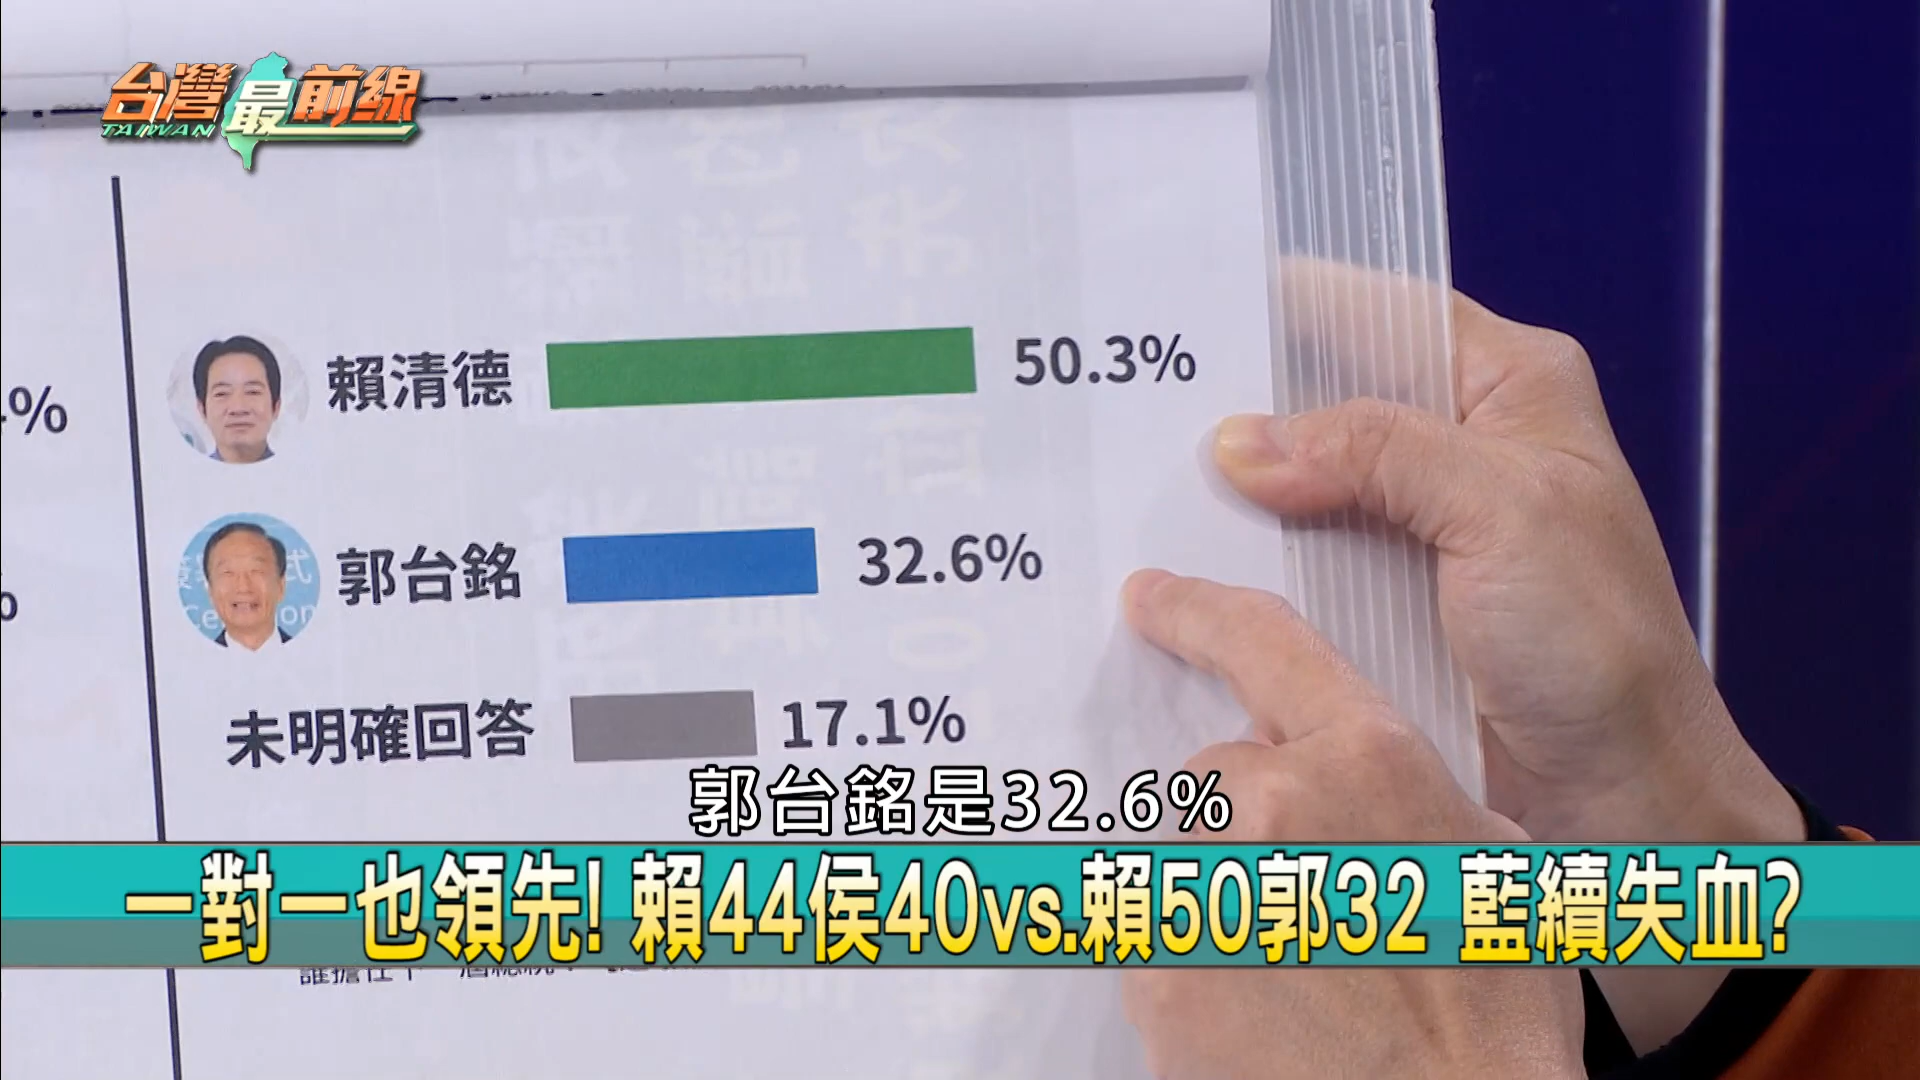 台灣最前線
TAIWAN
賴清德 50.3%
%
郭台銘 32.6%
未明確回答 17.1%
郭台銘是32.6%
一對一也領先! 賴44侯40vs.賴50郭32 藍續失血?